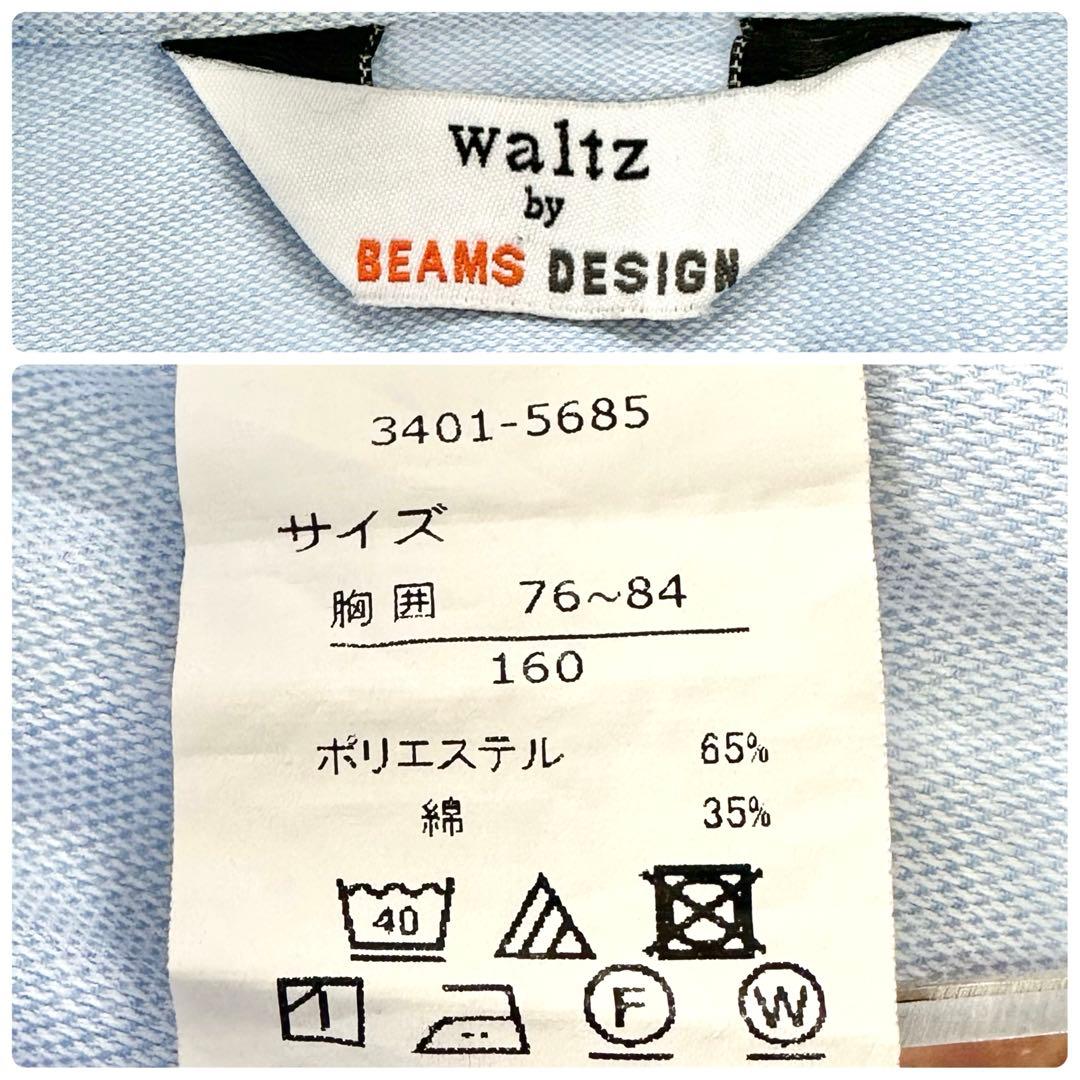 waltz
by
BEAMS DESIGN
3401-5685
サイズ
胸囲 76~84
160
ポリエステル 65%
綿 35%
40
F W